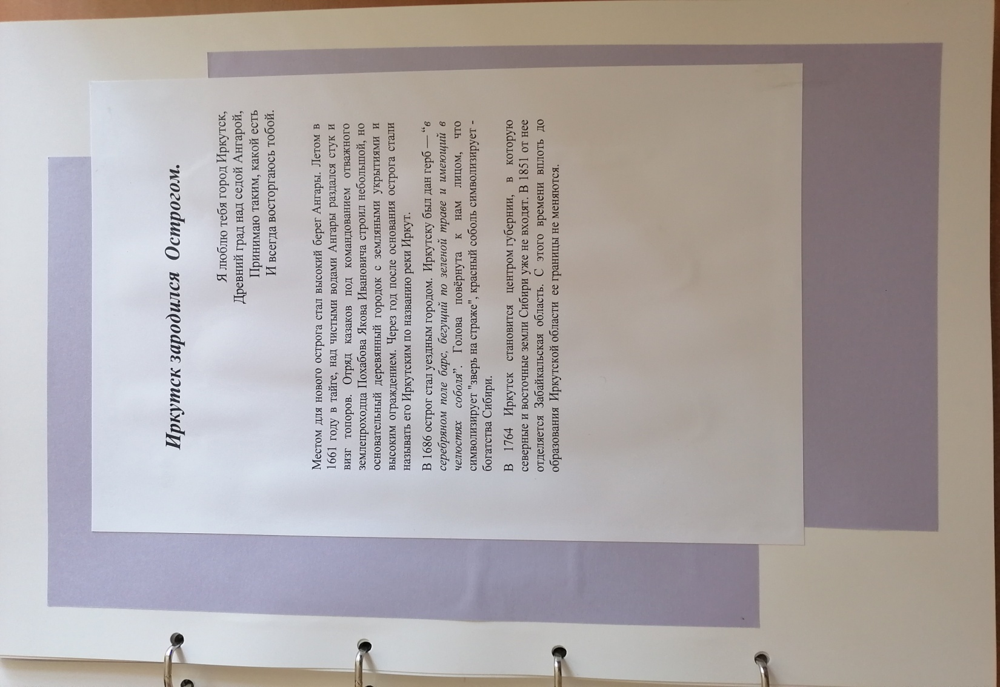 Иркутск зародился Острогом.
Я люблю тебя город Иркутск,
Древний град над седой Ангарой,
Принимаю таким, какой есть
И всегда восторгаюсь тобой.
Местом для нового острога стал высокий берег Ангары. Летом в
1661 году в тайге, над чистыми водами Ангары раздался стук и
визг топоров. Отряд казаков под командованием отважного
землепроходца Похабова Якова Ивановича строил небольшой, но
основательный деревянный городок с земляными укрытиями и
высоким ограждением. Через год после основания острога стали
называть его Иркутским по названию реки Иркут.
В 1686 острог стал уездным городом. Иркутску был дан герб — “в
серебряном поле барс, бегущий по зеленой траве и имеющий в
челюстях соболя”. Голова повёрнута к нам лицом, что
символизирует "зверь на страже", красный соболь символизирует -
богатства Сибири.
В 1764 Иркутск становится центром губернии, в которую
северные и восточные земли Сибири уже не входят. В 1851 от нее
отделяется Забайкальская область. С этого времени вплоть до
образования Иркутской области ее границы не меняются.